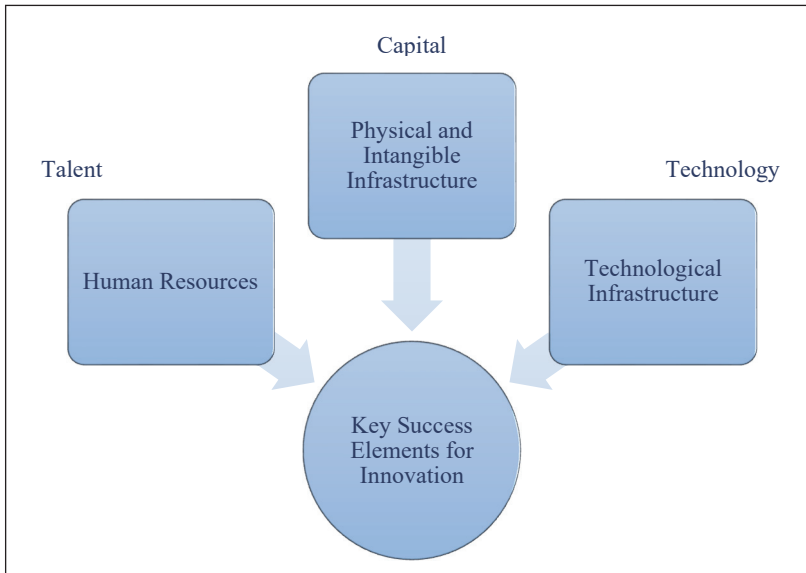 Capital
Physical and
Intangible
Infrastructure
Talent
Human Resources
Technology
Technological
Infrastructure
Key Success
Elements for
Innovation